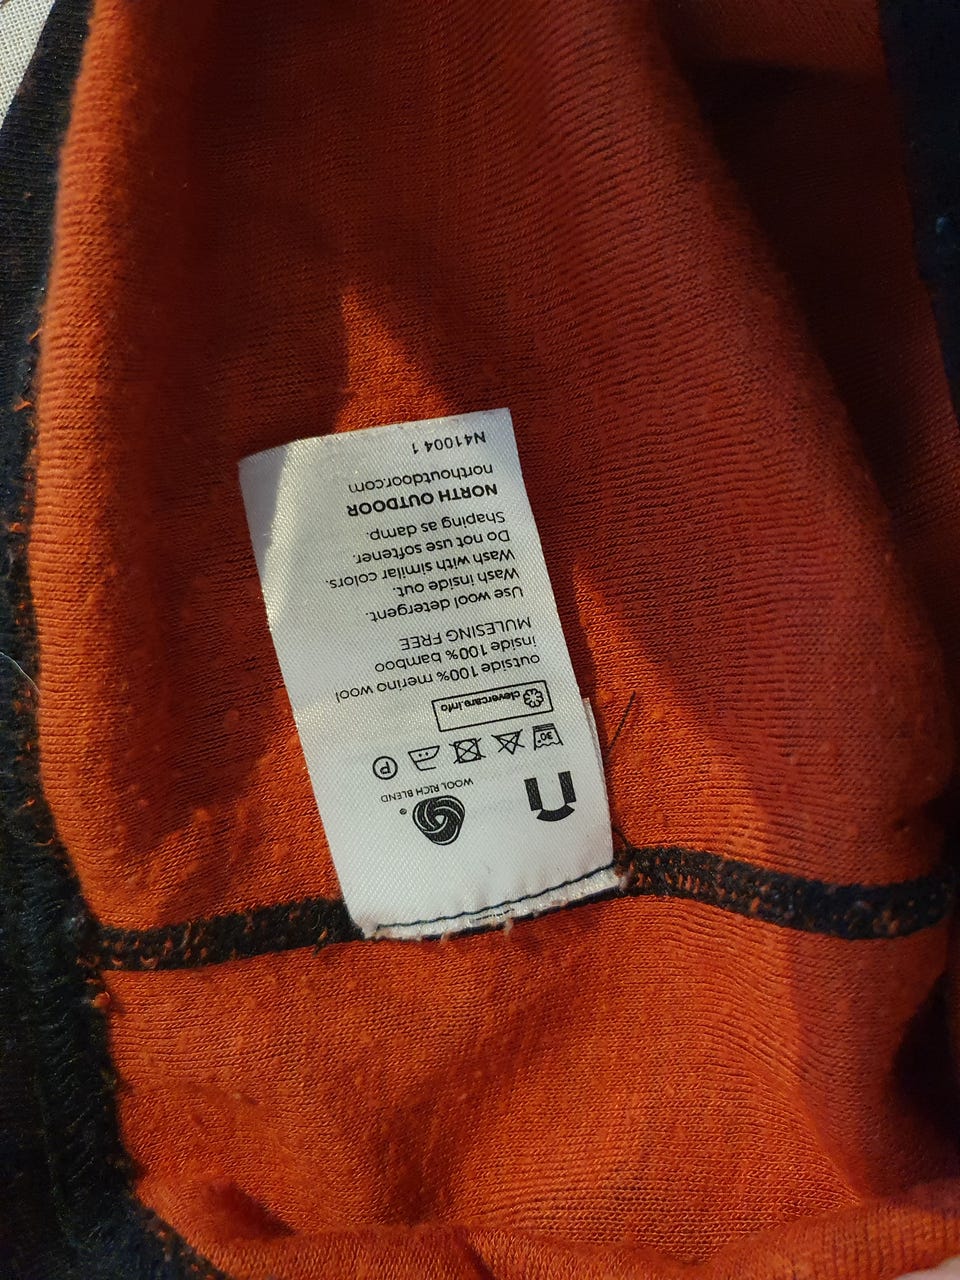 WOOL RICH BLEND
30°
P
clevercare.info
outside 100% merino wool
inside 100% bamboo
MULESING FREE
Use wool detergent.
Wash inside out.
Wash with similar colors.
Do not use softener.
Shaping as damp.
NORTH OUTDOOR
northoutdoor.com
N41004 1